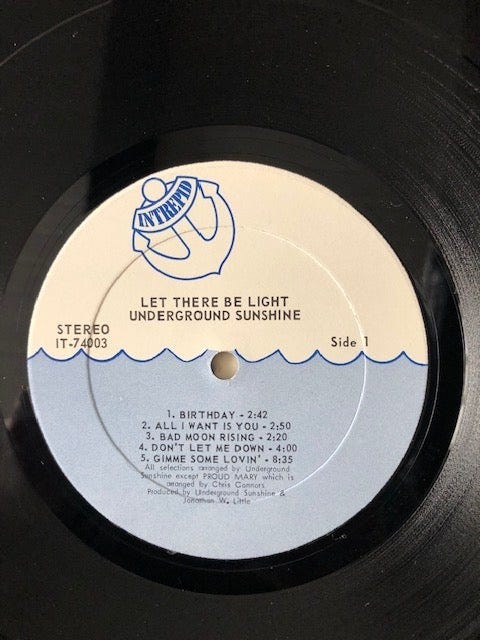 INTREPID
LET THERE BE LIGHT
UNDERGROUND SUNSHINE
STEREO
IT-74003
Side 1
1. BIRTHDAY - 2:42
2. ALL I WANT IS YOU - 2:50
3. BAD MOON RISING - 2:20
4. DON'T LET ME DOWN - 4:00
5. GIMME SOME LOVIN' - 8:35
All selections arranged by Underground
Sunshine except PROUD MARY which is
arranged by Chris Connors
Produced by Underground Sunshine &
Jonathan W. Little